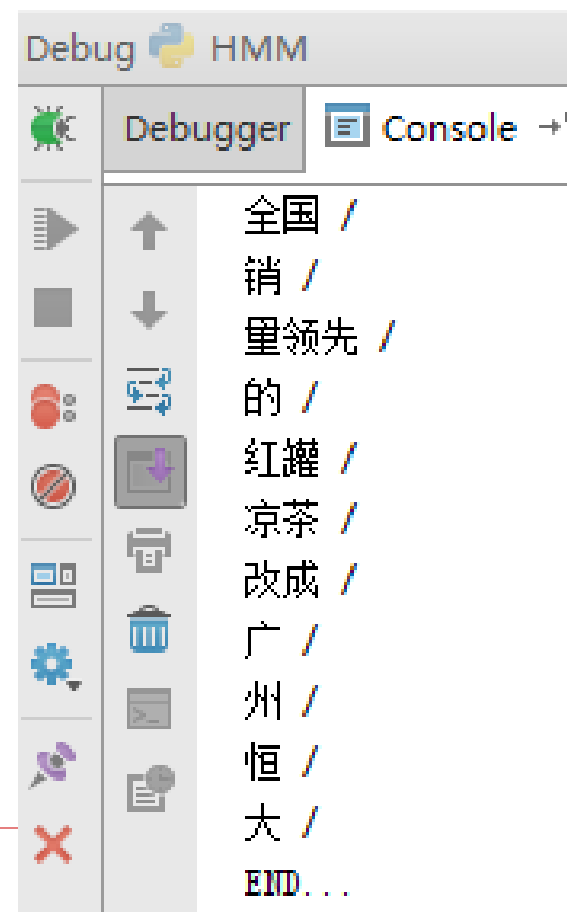 Debug HMM
Debugger Console →"
全国 /
销 /
量领先 /
的 /
红罐 /
凉茶 /
改成 /
广 /
州 /
恒 /
大 /
END...